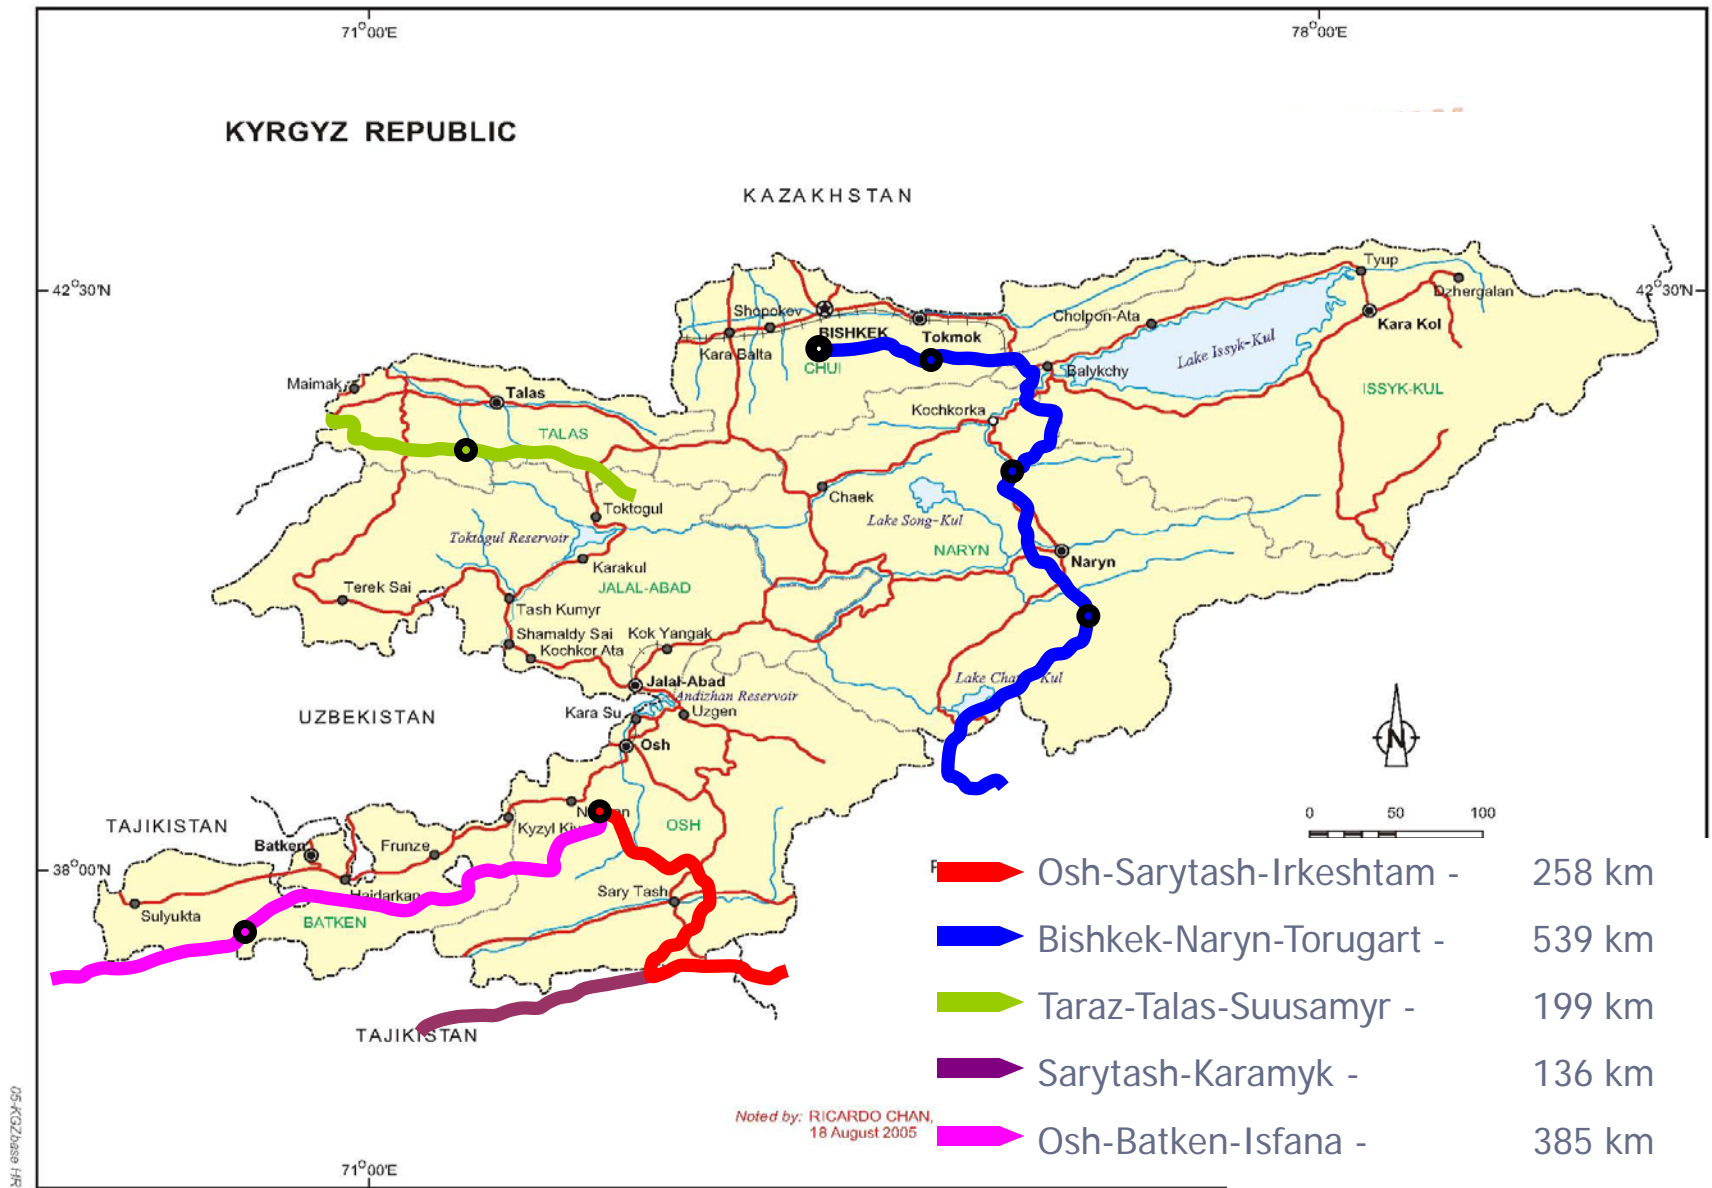 71°00'E
78°00'E
KYRGYZ REPUBLIC
KAZAKHSTAN
42°30'N
42°30'N
Tyup
Dzhergalan
Shopokov
BISHKEK
Tokmok
Cholpon-Ata
Kara Kol
Lake Issyk-Kul
Kara Balta
CHUI
Balykchy
Maimak
Talas
ISSYK-KUL
Kochkorka
TALAS
Chaek
Toktogul
Lake Song-Kul
Toktogul Reservoir
NARYN
Naryn
Karakul
Terek Sai
JALAL-ABAD
Tash Kumyr
Shamaldy Sai
Kok Yangak
Kochkor Ata
Jalal-Abad
Lake Cha Kul
Andizhan Reservoir
UZBEKISTAN
Kara Su
Uzgen
Osh
N
0 50 100
TAJIKISTAN
Kyzyl
OSH
Batken
Frunze
38°00'N
Haidarkan
Sary Tash
Sulyukta
BATKEN
Osh-Sarytash-Irkeshtam - 258 km
Bishkek-Naryn-Torugart - 539 km
Taraz-Talas-Suusamyr - 199 km
TAJIKISTAN
Sarytash-Karamyk - 136 km
Noted by: RICARDO CHAN,
18 August 2005
Osh-Batken-Isfana - 385 km
71°00'E
05-KGZbase HR